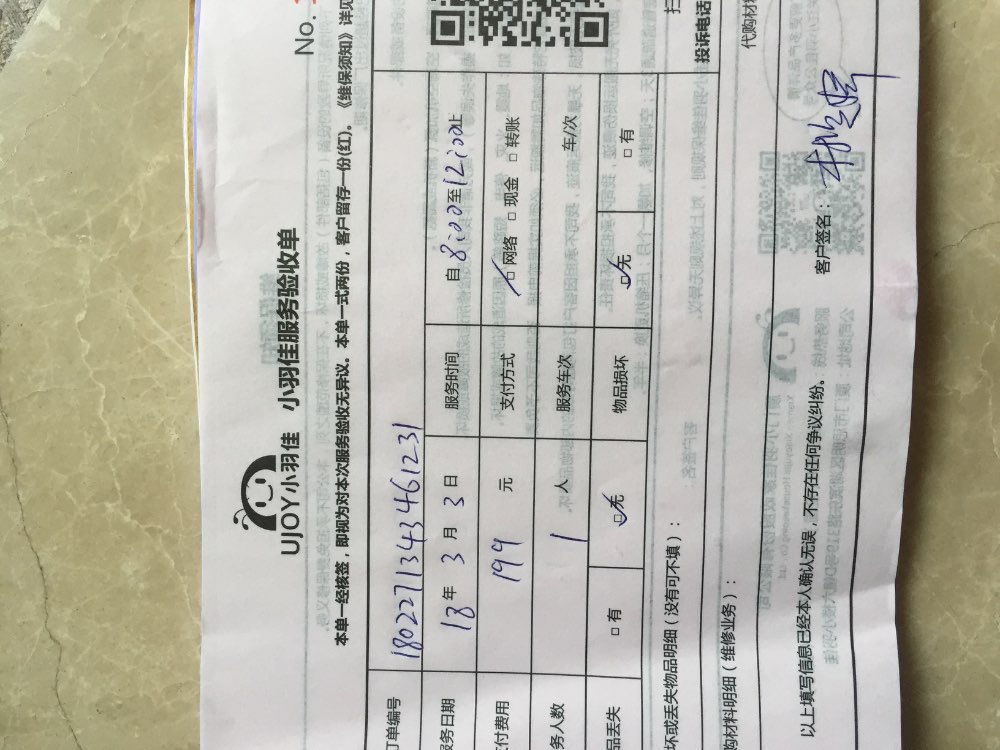 No.
UJOY小羽佳 小羽佳服务验收单
本单一经核签，即视为对本次服务验收无异议。本单一式两份，客户留存一份(红)。《维保须知》详见
订单编号 180227134346 1231
服务日期 18年 3月 3日 服务时间 自 8:00 至 12:00 止
支付费用 199 元 支付方式 □ 网络 □ 现金 □ 转账
服务人数 1 人 服务车次 车/次
物品丢失 □ 有 □ 无 物品损坏 □ 无 □ 有
坏或丢失物品明细（没有可不填）： 投诉电话
购材料明细（维修业务）： 代购材料
以上填写信息已经本人确认无误，不存在任何争议纠纷。 客户签名：